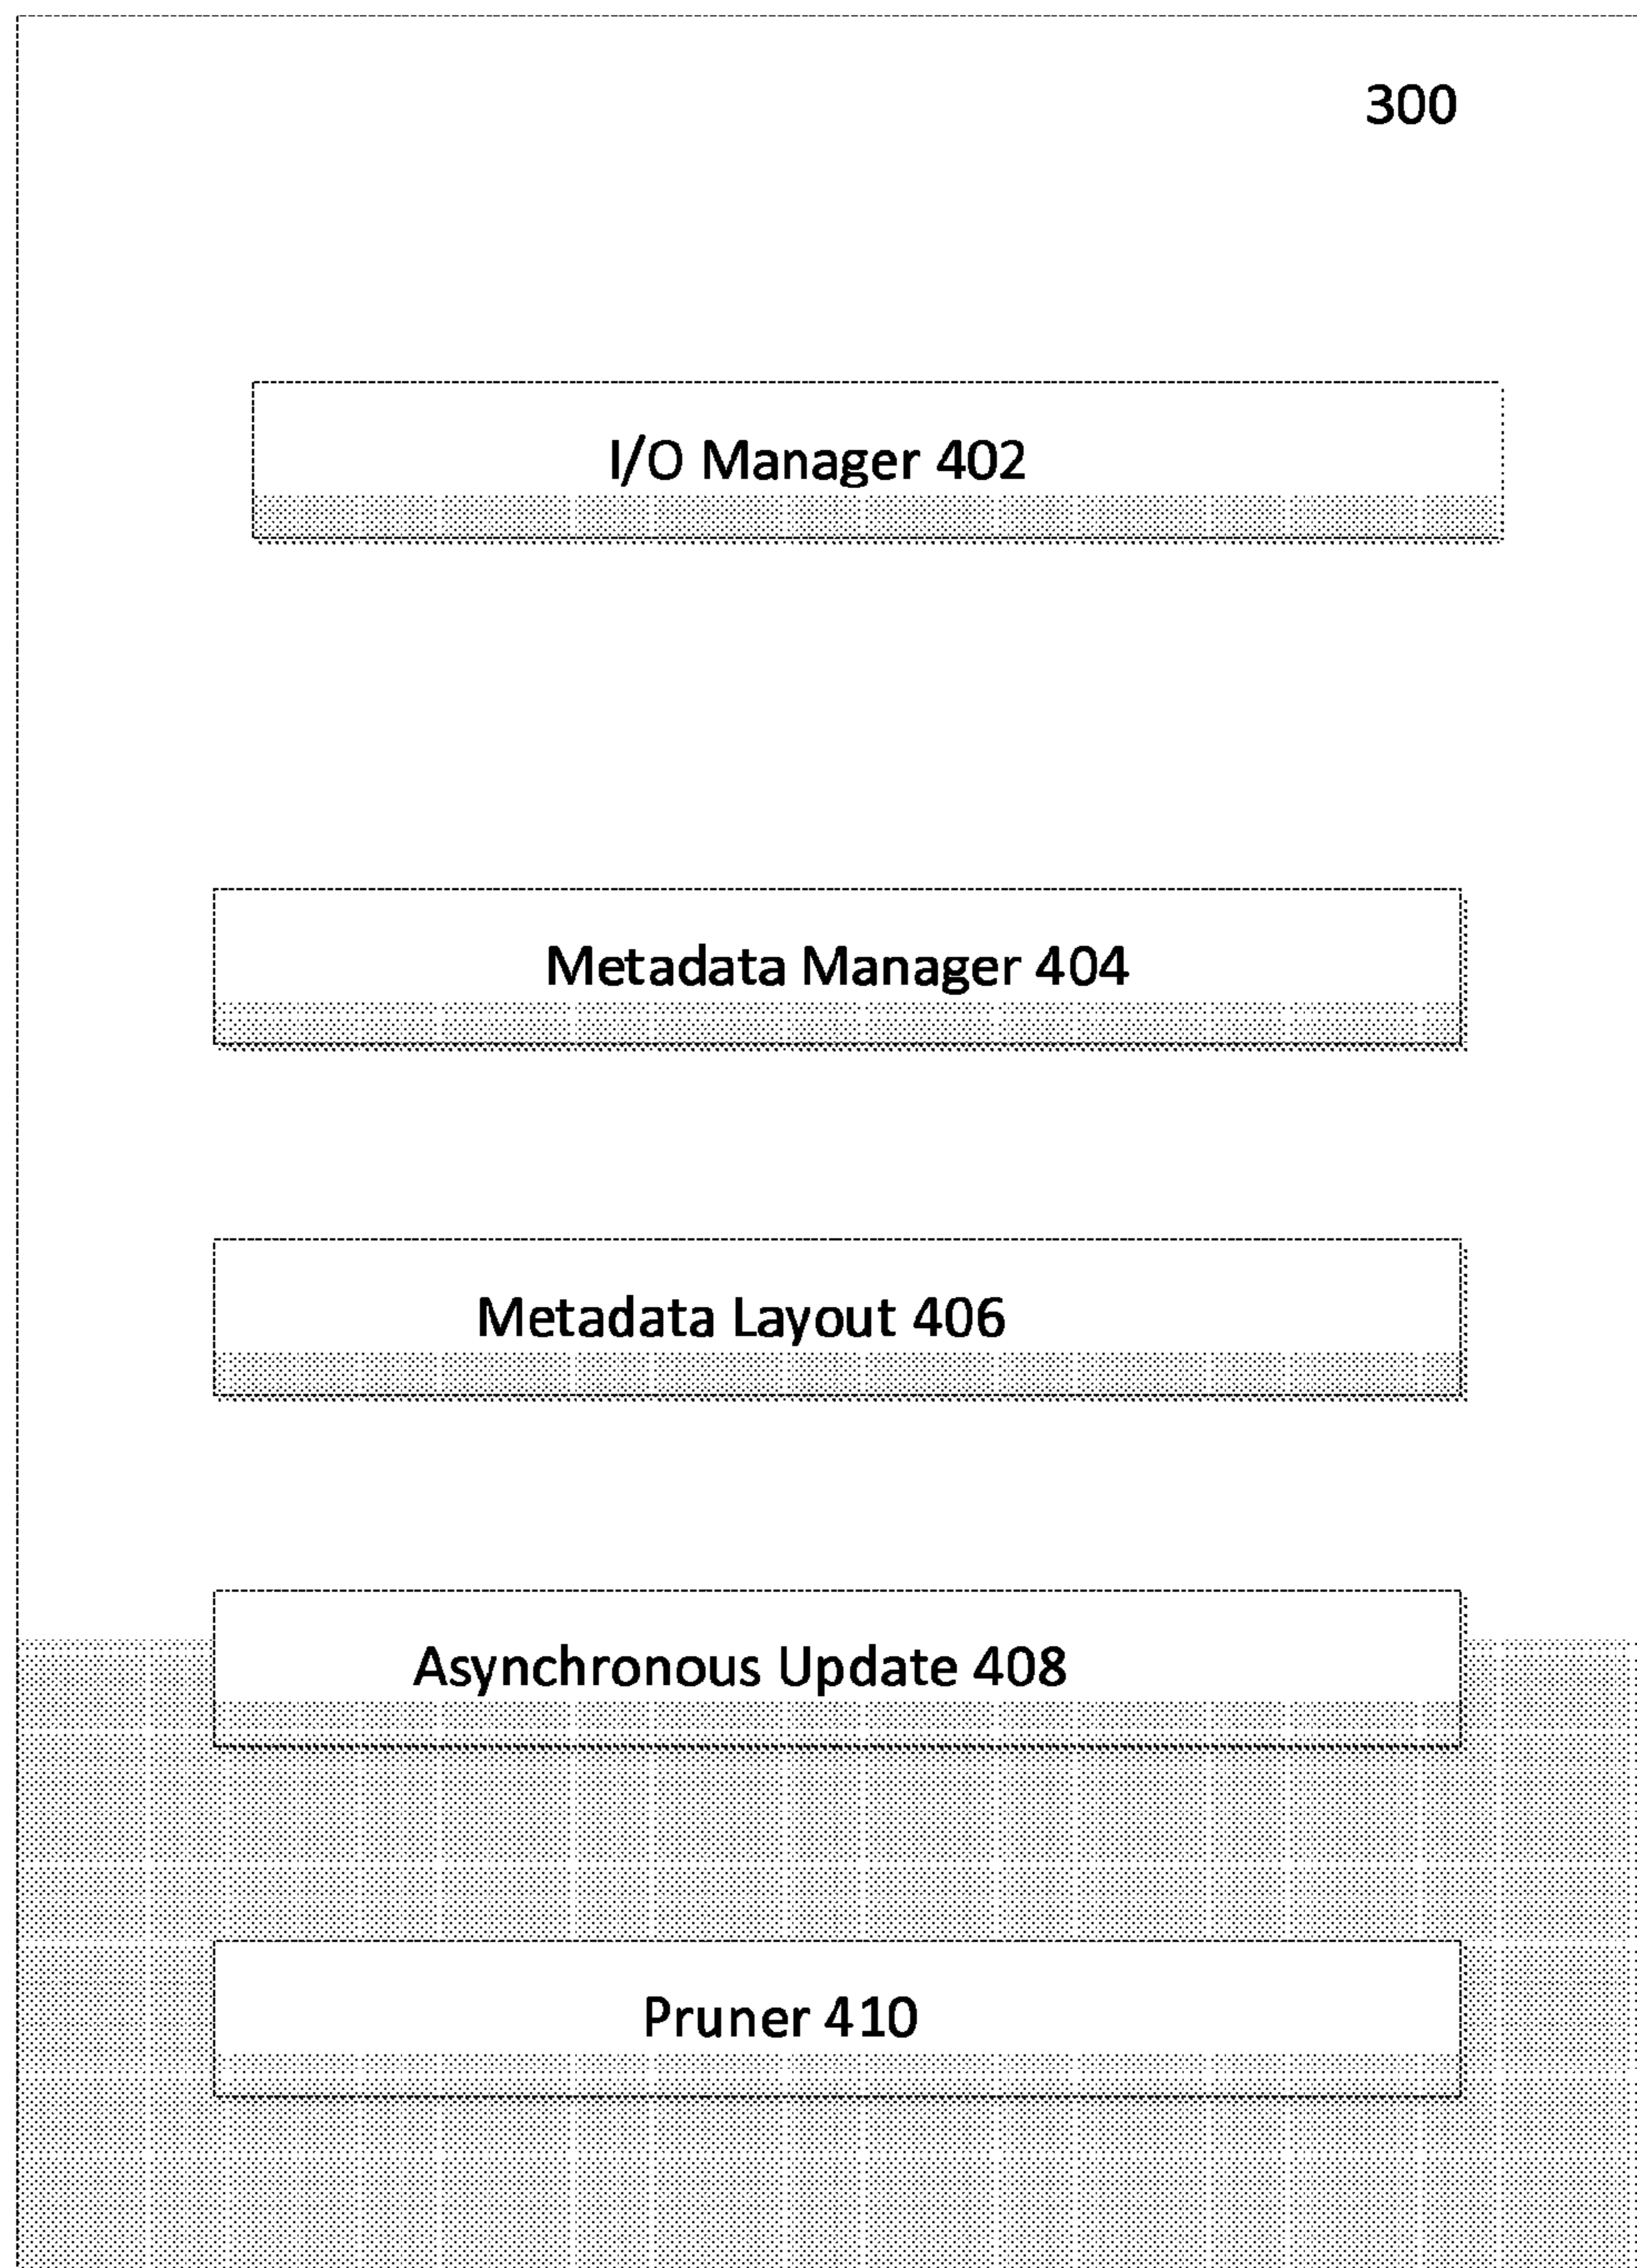 300
I/O Manager 402
Metadata Manager 404
Metadata Layout 406
Asynchronous Update 408
Pruner 410